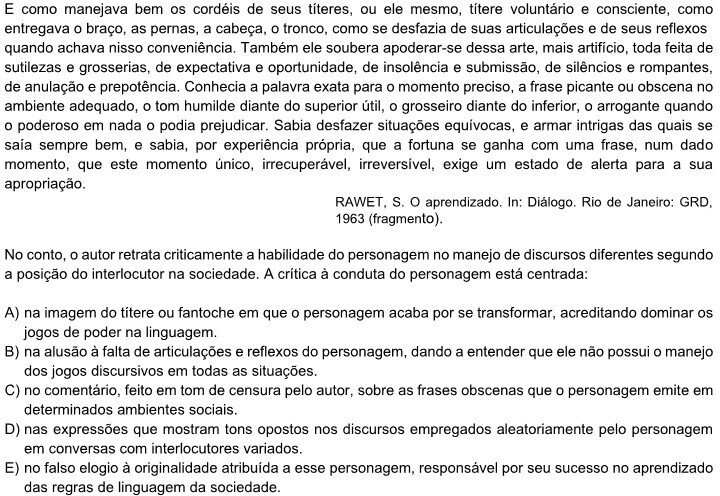 E como manejava bem os cordéis de seus títeres, ou ele mesmo, títere voluntário e consciente, como
entregava o braço, as pernas, a cabeça, o tronco, como se desfazia de suas articulações e de seus reflexos
quando achava nisso conveniência. Também ele soubera apoderar-se dessa arte, mais artifício, toda feita de
sutilezas e grosserias, de expectativa e oportunidade, de insolência e submissão, de silêncios e rompantes,
de anulação e prepotência. Conhecia a palavra exata para o momento preciso, a frase picante ou obscena no
ambiente adequado, o tom humilde diante do superior útil, o grosseiro diante do inferior, o arrogante quando
o poderoso em nada o podia prejudicar. Sabia desfazer situações equívocas, e armar intrigas das quais se
saía sempre bem, e sabia, por experiência própria, que a fortuna se ganha com uma frase, num dado
momento, que este momento único, irrecuperável, irreversível, exige um estado de alerta para a sua
apropriação.
RAWET, S. O aprendizado. In: Diálogo. Rio de Janeiro: GRD,
1963 (fragmento).
No conto, o autor retrata criticamente a habilidade do personagem no manejo de discursos diferentes segundo
a posição do interlocutor na sociedade. A crítica à conduta do personagem está centrada:
A) na imagem do títere ou fantoche em que o personagem acaba por se transformar, acreditando dominar os
jogos de poder na linguagem.
B) na alusão à falta de articulações e reflexos do personagem, dando a entender que ele não possui o manejo
dos jogos discursivos em todas as situações.
C) no comentário, feito em tom de censura pelo autor, sobre as frases obscenas que o personagem emite em
determinados ambientes sociais.
D) nas expressões que mostram tons opostos nos discursos empregados aleatoriamente pelo personagem
em conversas com interlocutores variados.
E) no falso elogio à originalidade atribuída a esse personagem, responsável por seu sucesso no aprendizado
das regras de linguagem da sociedade.